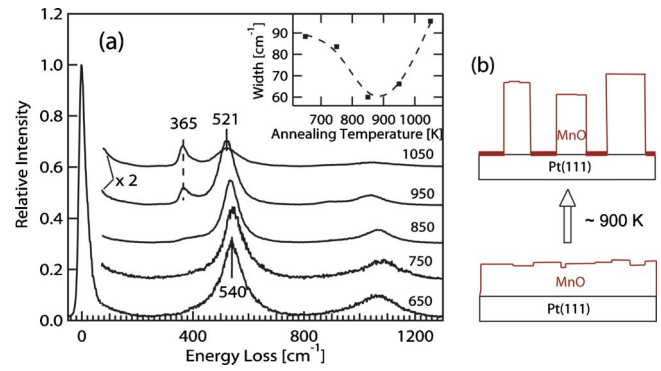 (a)
Relative Intensity
1.2
1.0
0.8
0.6
0.4
0.2
0.0
0
400
800
1200
Energy Loss [cm⁻¹]
365
521
540
x 2
1050
950
850
750
650
Width [cm⁻¹]
90
80
70
60
700
800
900
1000
Annealing Temperature [K]
(b)
MnO
Pt(111)
~ 900 K
MnO
Pt(111)